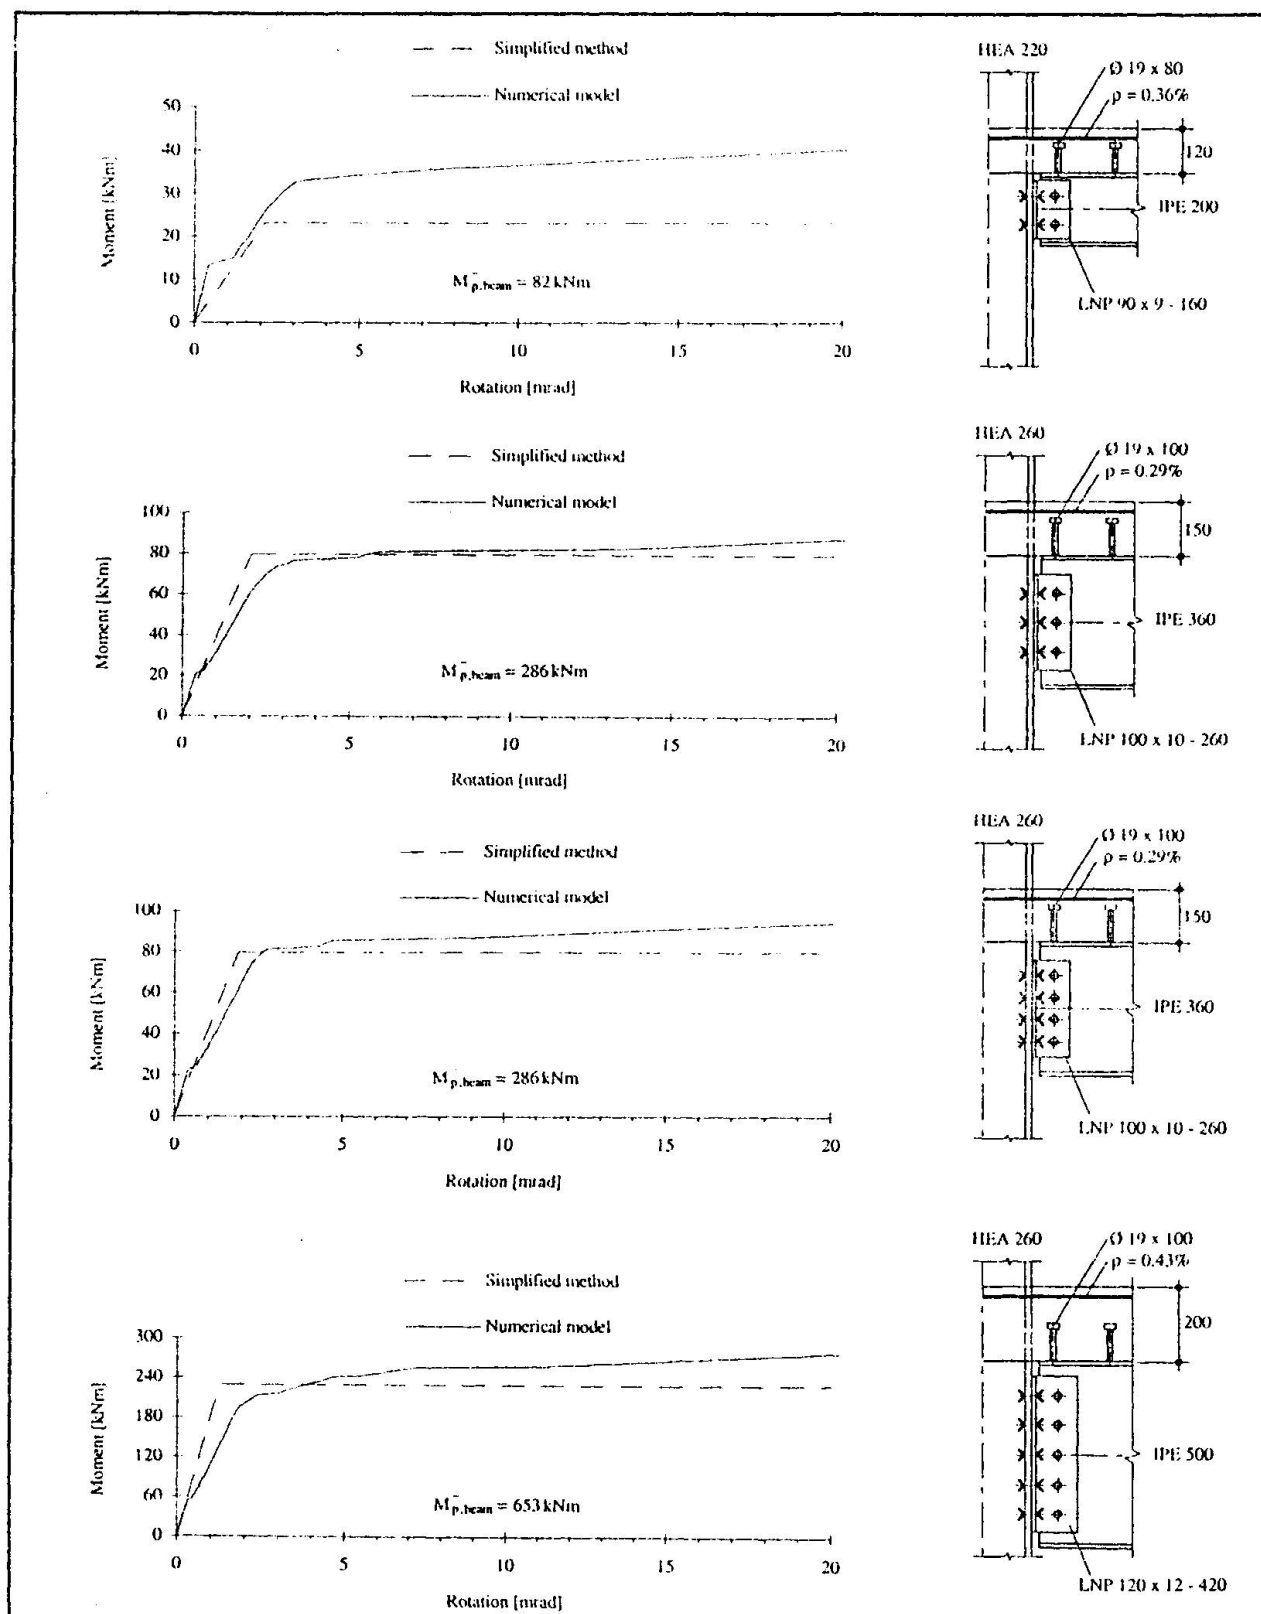 Simplified method
Numerical model
50
40
30
20
10
0
Moment [kNm]
M⁻p,beam = 82 kNm
0 5 10 15 20
Rotation [mrad]
HEA 220
Ø 19 x 80
ρ = 0.36%
120
IPE 200
LNP 90 x 9 - 160
Simplified method
Numerical model
100
80
60
40
20
0
Moment [kNm]
M⁻p,beam = 286 kNm
0 5 10 15 20
Rotation [mrad]
HEA 260
Ø 19 x 100
ρ = 0.29%
150
IPE 360
LNP 100 x 10 - 260
Simplified method
Numerical model
100
80
60
40
20
0
Moment [kNm]
M⁻p,beam = 286 kNm
0 5 10 15 20
Rotation [mrad]
HEA 260
Ø 19 x 100
ρ = 0.29%
150
IPE 360
LNP 100 x 10 - 260
Simplified method
Numerical model
300
240
180
120
60
0
Moment [kNm]
M⁻p,beam = 653 kNm
0 5 10 15 20
Rotation [mrad]
HEA 260
Ø 19 x 100
ρ = 0.43%
200
IPE 500
LNP 120 x 12 - 420